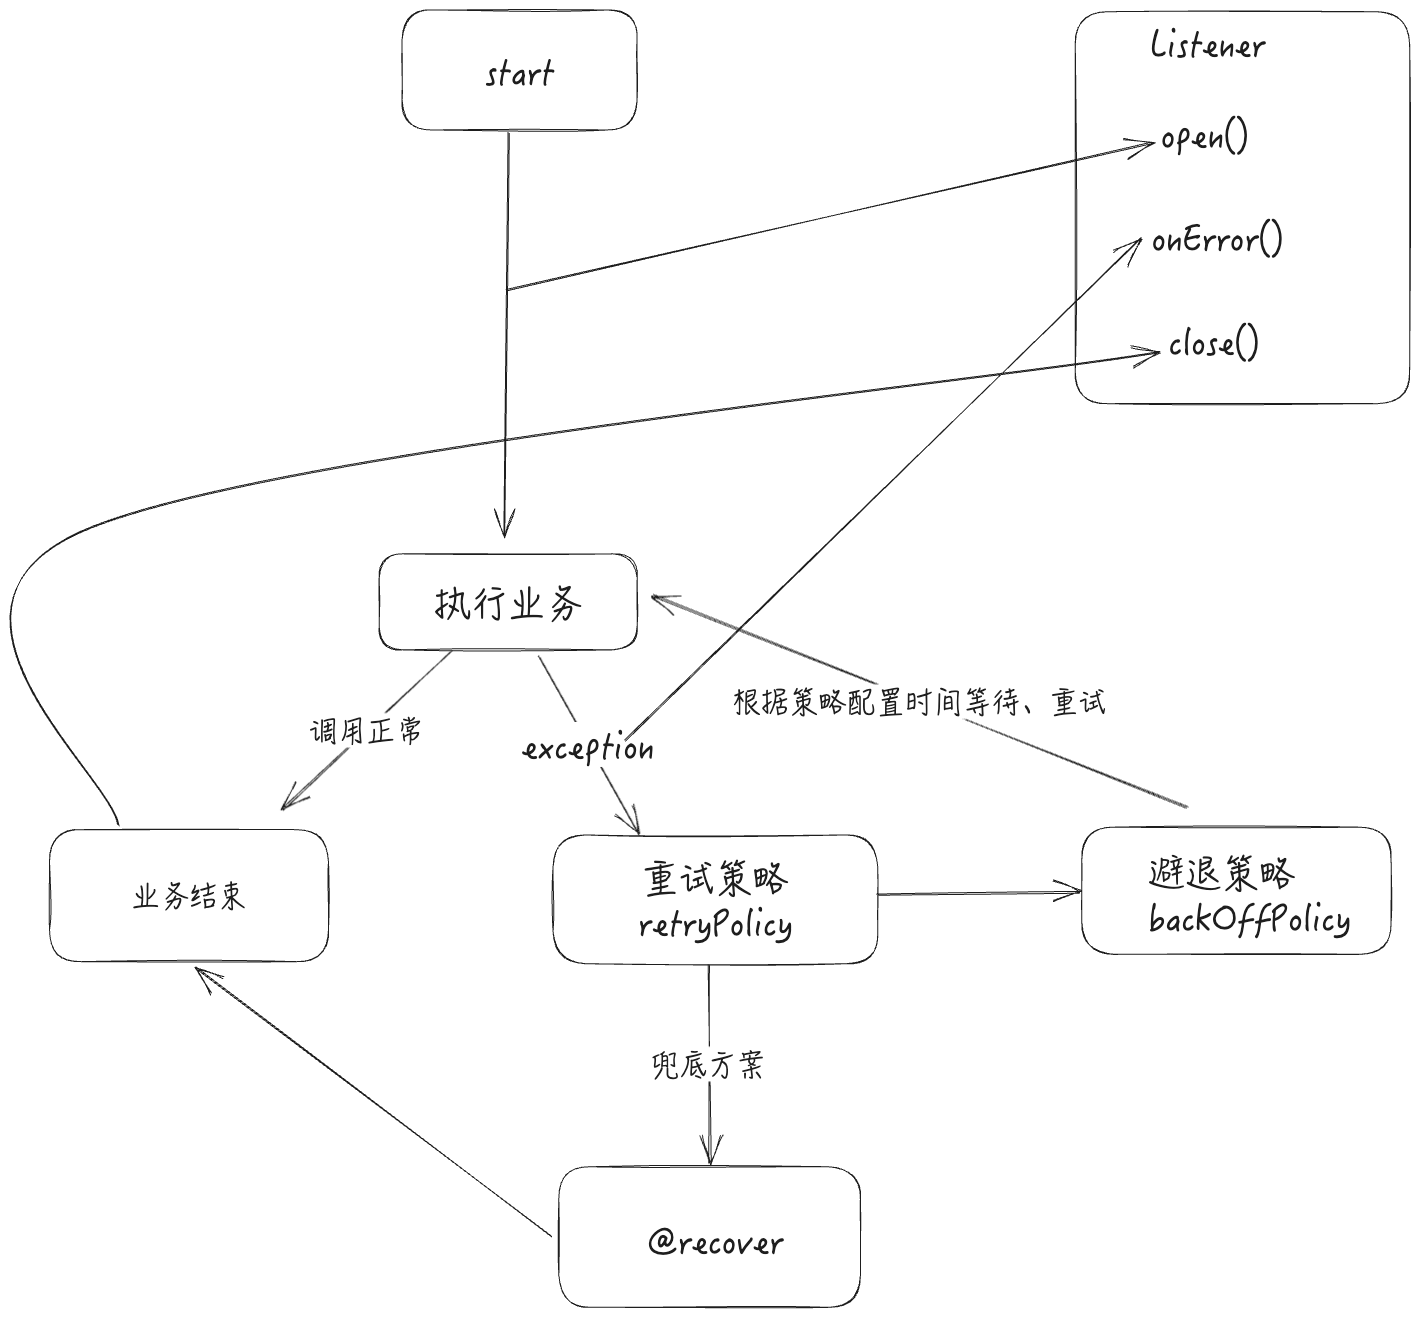 start
Listener
open()
onError()
close()
执行业务
调用正常
exception
根据策略配置时间等待、重试
业务结束
重试策略
retryPolicy
避退策略
backOffPolicy
兜底方案
@recover